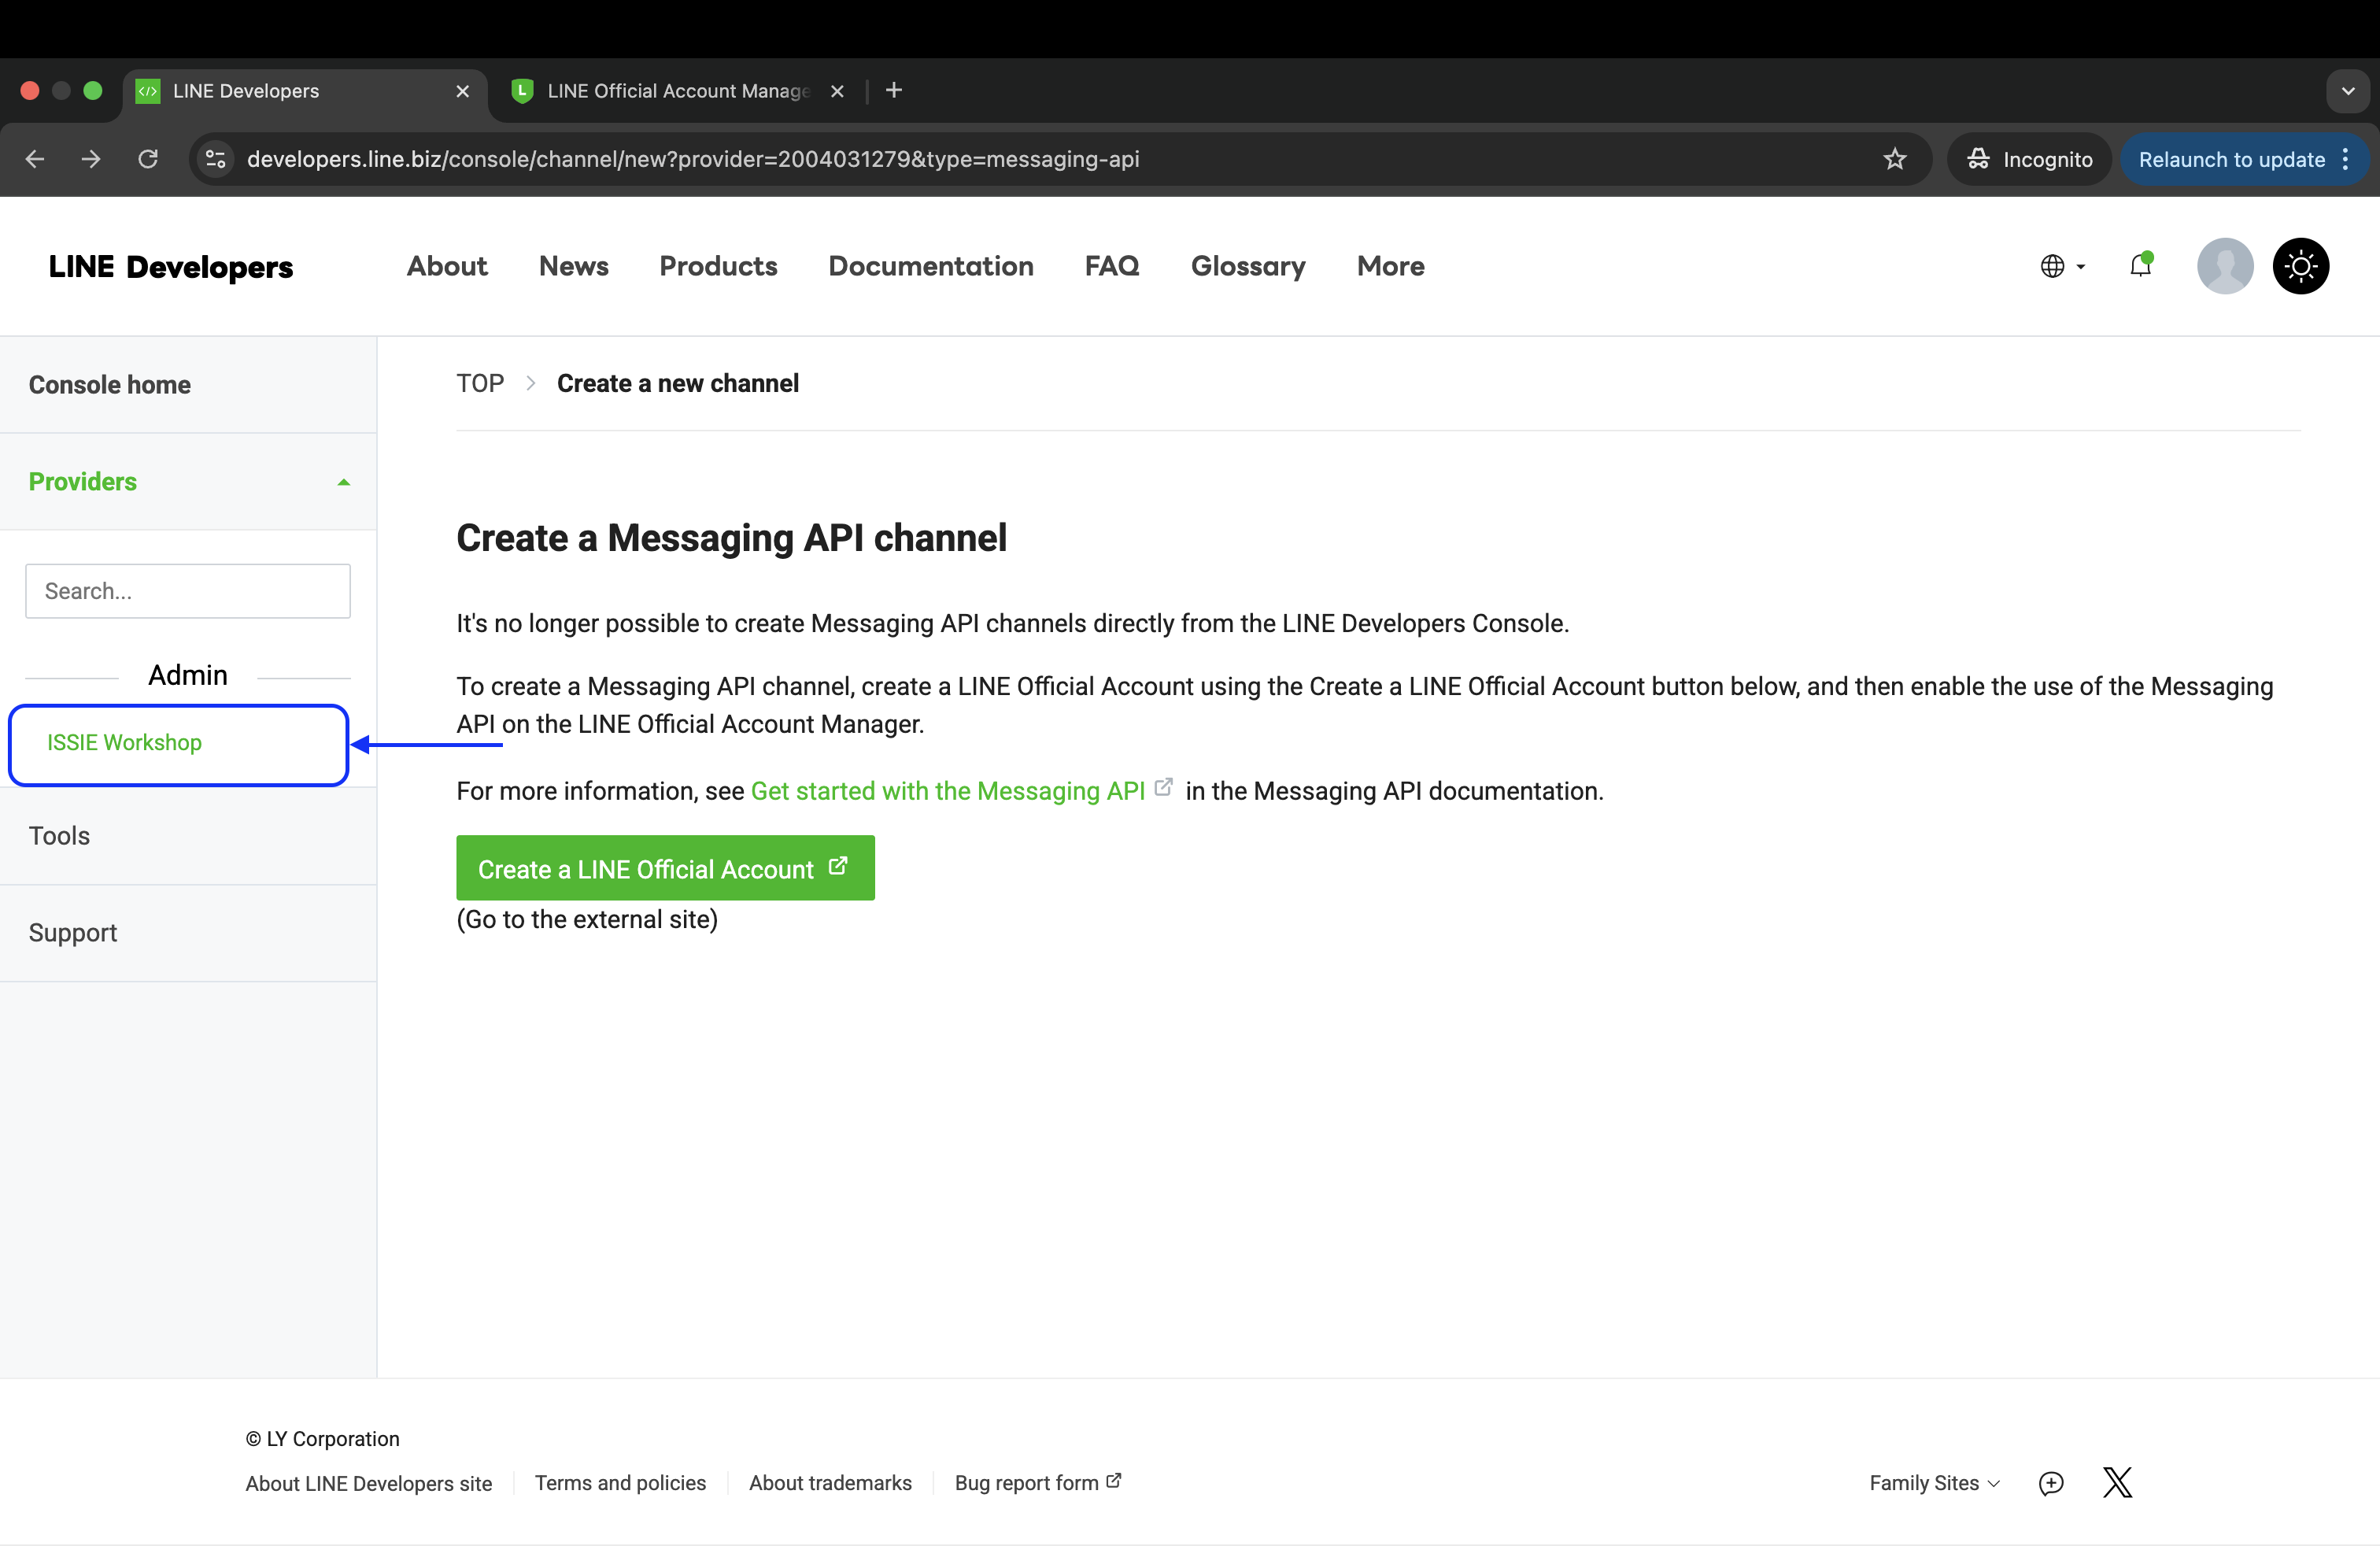 LINE Developers
LINE Official Account Manage
developers.line.biz/console/channel/new?provider=2004031279&type=messaging-api
Incognito
Relaunch to update
LINE Developers
About
News
Products
Documentation
FAQ
Glossary
More
Console home
Providers
Search...
Admin
ISSIE Workshop
Tools
Support
TOP
Create a new channel
Create a Messaging API channel
It's no longer possible to create Messaging API channels directly from the LINE Developers Console.
To create a Messaging API channel, create a LINE Official Account using the Create a LINE Official Account button below, and then enable the use of the Messaging
API on the LINE Official Account Manager.
For more information, see Get started with the Messaging API in the Messaging API documentation.
Create a LINE Official Account
(Go to the external site)
© LY Corporation
About LINE Developers site
Terms and policies
About trademarks
Bug report form
Family Sites